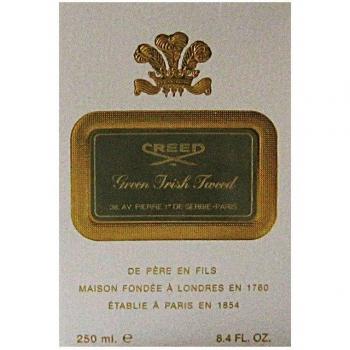 CREED
Green Irish Tweed
38, AV. PIERRE 1er DE SERBIE-PARIS
DE PÈRE EN FILS
MAISON FONDÉE À LONDRES EN 1760
ÉTABLIE À PARIS EN 1854
250 ml. e 8.4 FL. OZ.